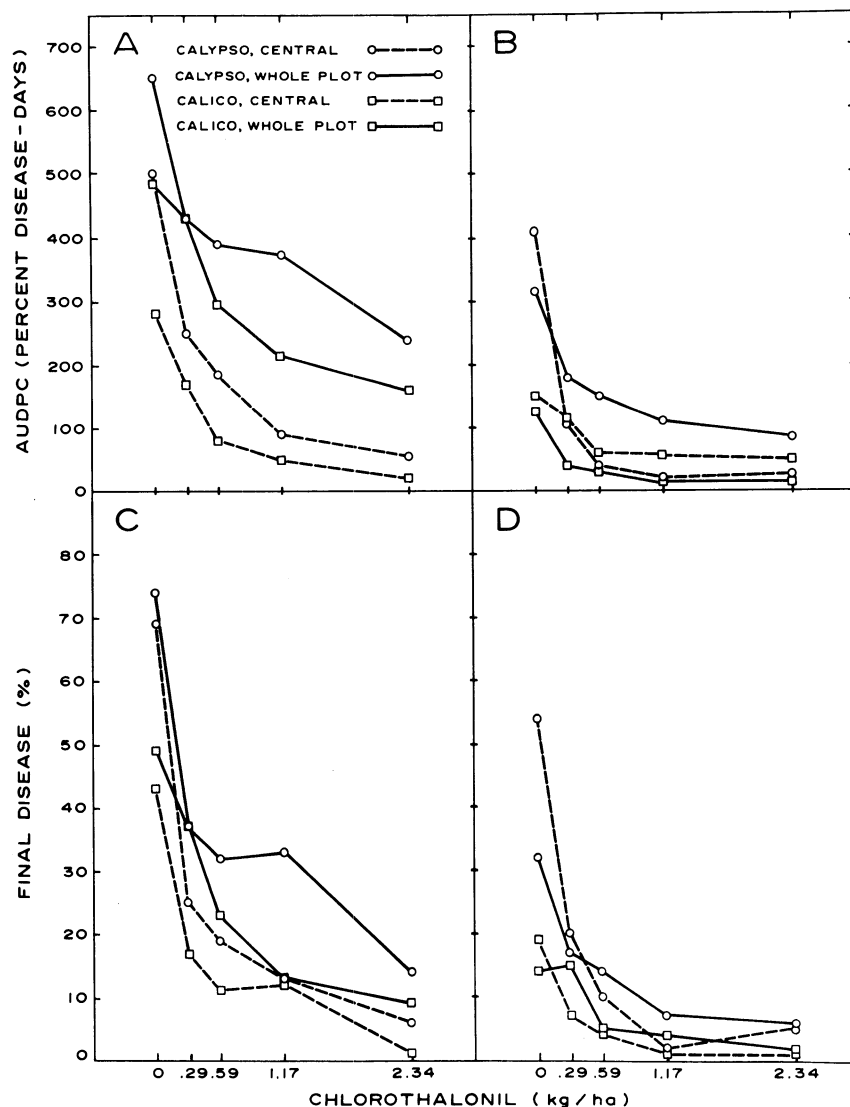 A
B
CALYPSO, CENTRAL
CALYPSO, WHOLE PLOT
CALICO, CENTRAL
CALICO, WHOLE PLOT
AUDPC (PERCENT DISEASE-DAYS)
700
600
500
400
300
200
100
0
C
D
FINAL DISEASE (%)
80
70
60
50
40
30
20
10
0
0 .29 .59 1.17 2.34
0 .29 .59 1.17 2.34
CHLOROTHALONIL (kg/ha)